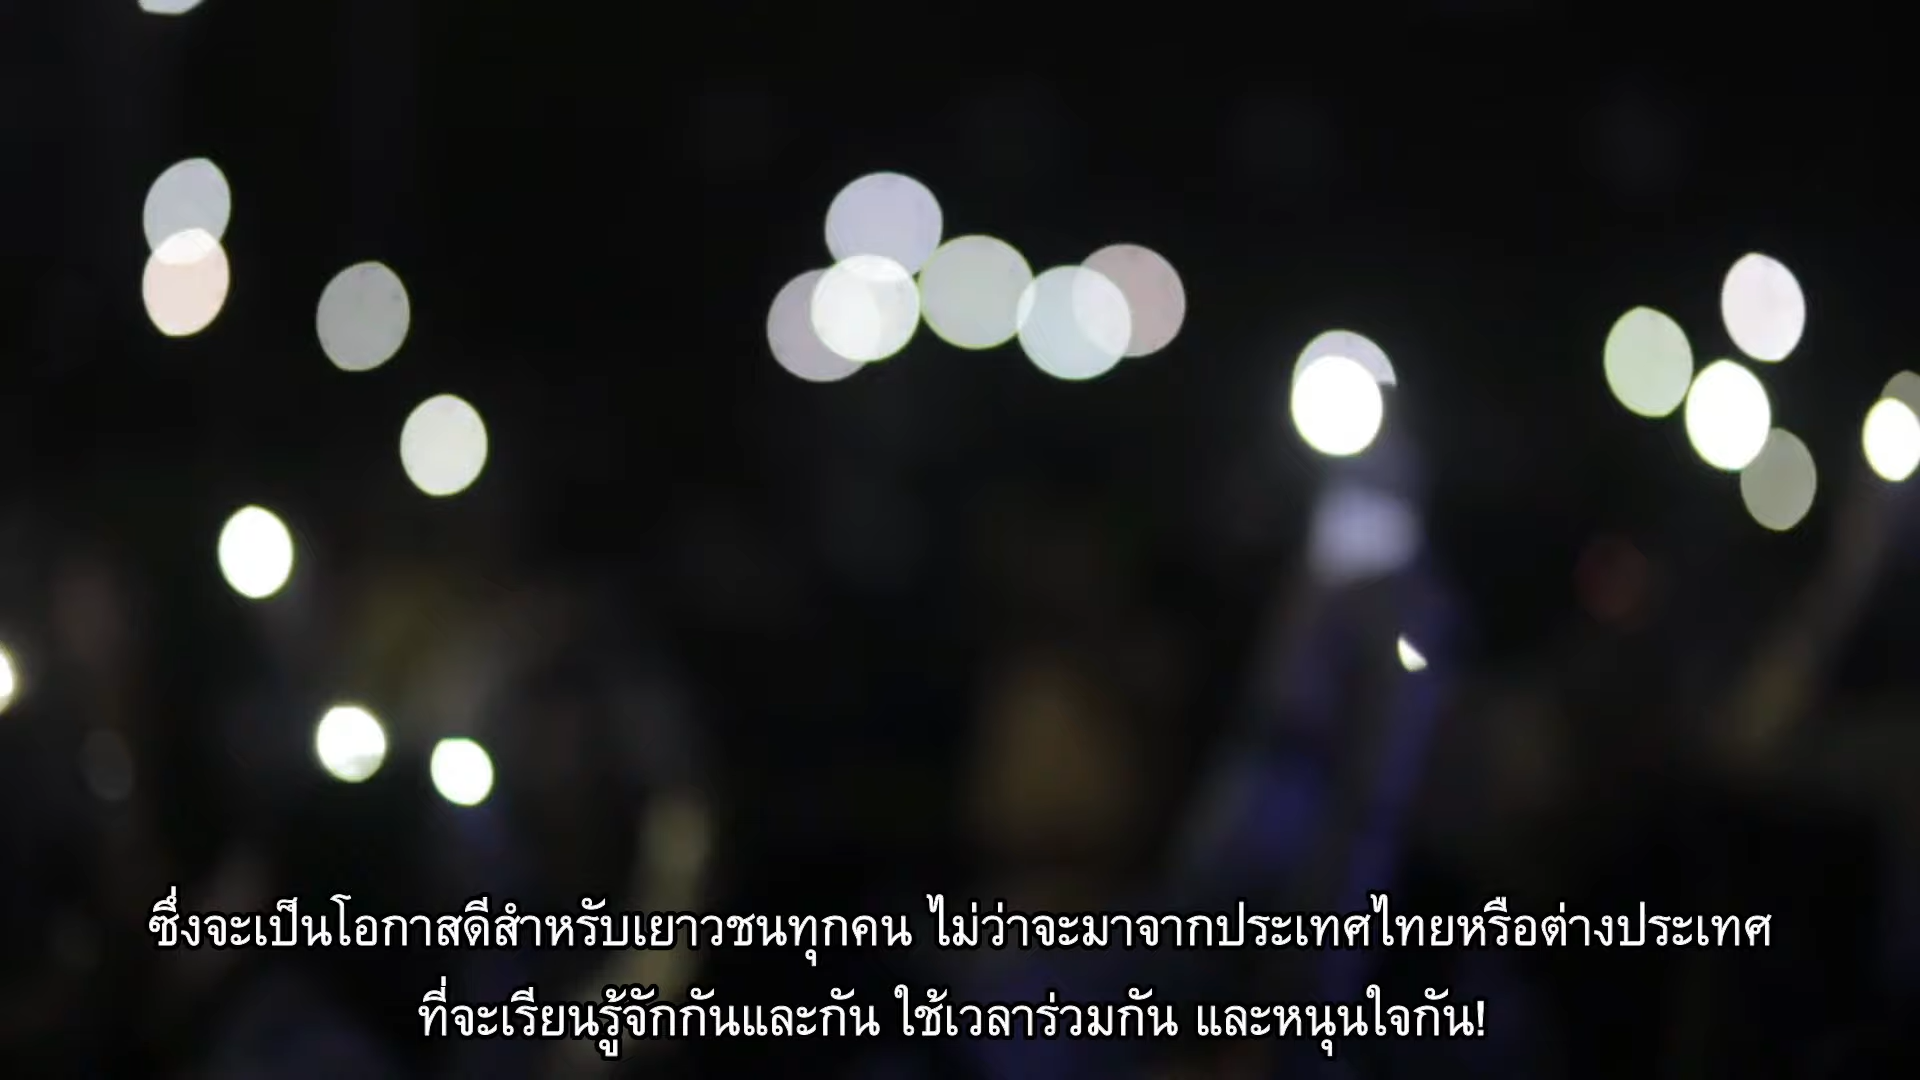 ซึ่งจะเป็นโอกาสดีสำหรับเยาวชนทุกคน ไม่ว่าจะมาจากประเทศไทยหรือต่างประเทศ
ที่จะเรียนรู้จักกันและกัน ใช้เวลาร่วมกัน และหนุนใจกัน!